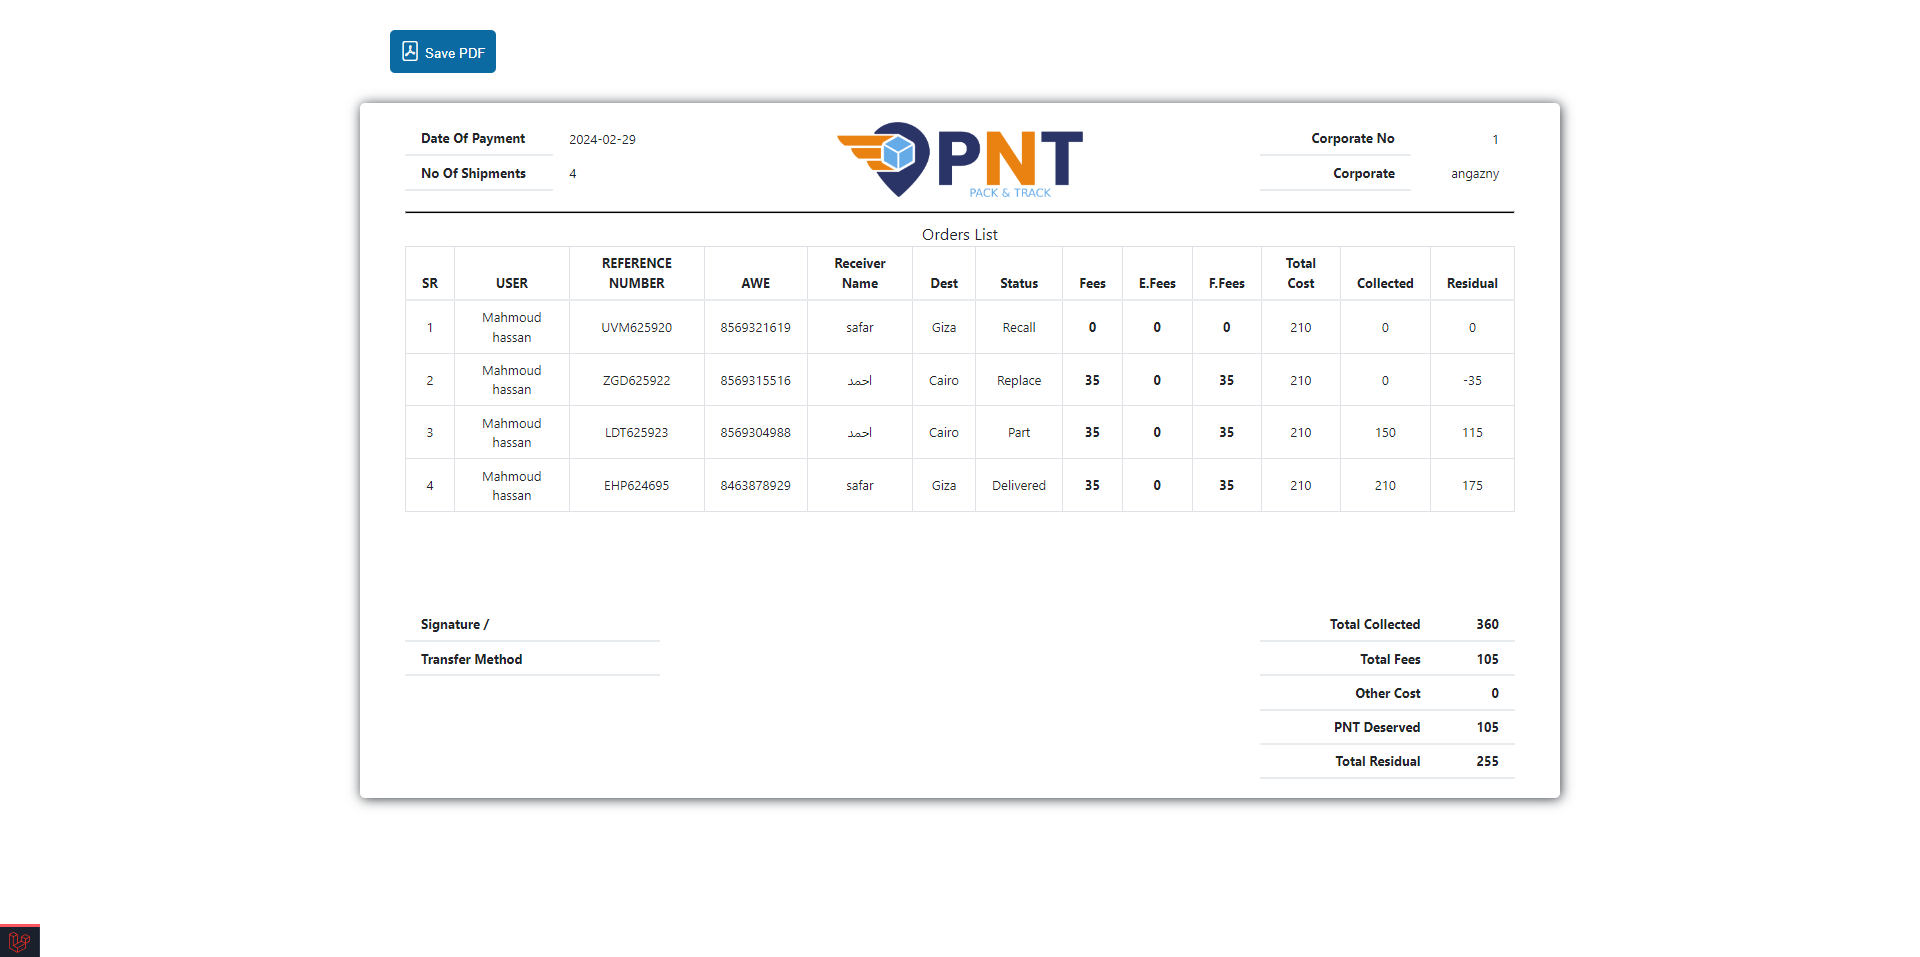 Save PDF
Date Of Payment 2024-02-29
No Of Shipments 4
PNT
PACK & TRACK
Corporate No 1
Corporate angazny
Orders List
SR USER REFERENCE NUMBER AWE Receiver Name Dest Status Fees E.Fees F.Fees Total Cost Collected Residual
1 Mahmoud hassan UVM625920 8569321619 safar Giza Recall 0 0 0 210 0 0
2 Mahmoud hassan ZGD625922 8569315516 احمد Cairo Replace 35 0 35 210 0 -35
3 Mahmoud hassan LDT625923 8569304988 احمد Cairo Part 35 0 35 210 150 115
4 Mahmoud hassan EHP624695 8463878929 safar Giza Delivered 35 0 35 210 210 175
Signature /
Transfer Method
Total Collected 360
Total Fees 105
Other Cost 0
PNT Deserved 105
Total Residual 255